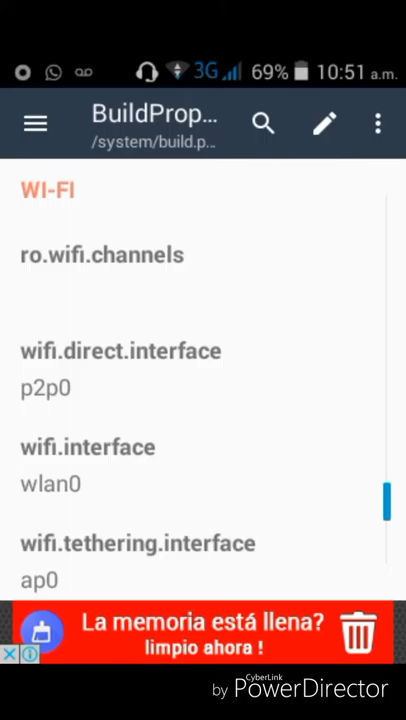 3G 69% 10:51 a.m.
BuildProp...
/system/build.p...
WI-FI
ro.wifi.channels
wifi.direct.interface
p2p0
wifi.interface
wlan0
wifi.tethering.interface
ap0
La memoria está llena?
limpio ahora !
CyberLink
by PowerDirector